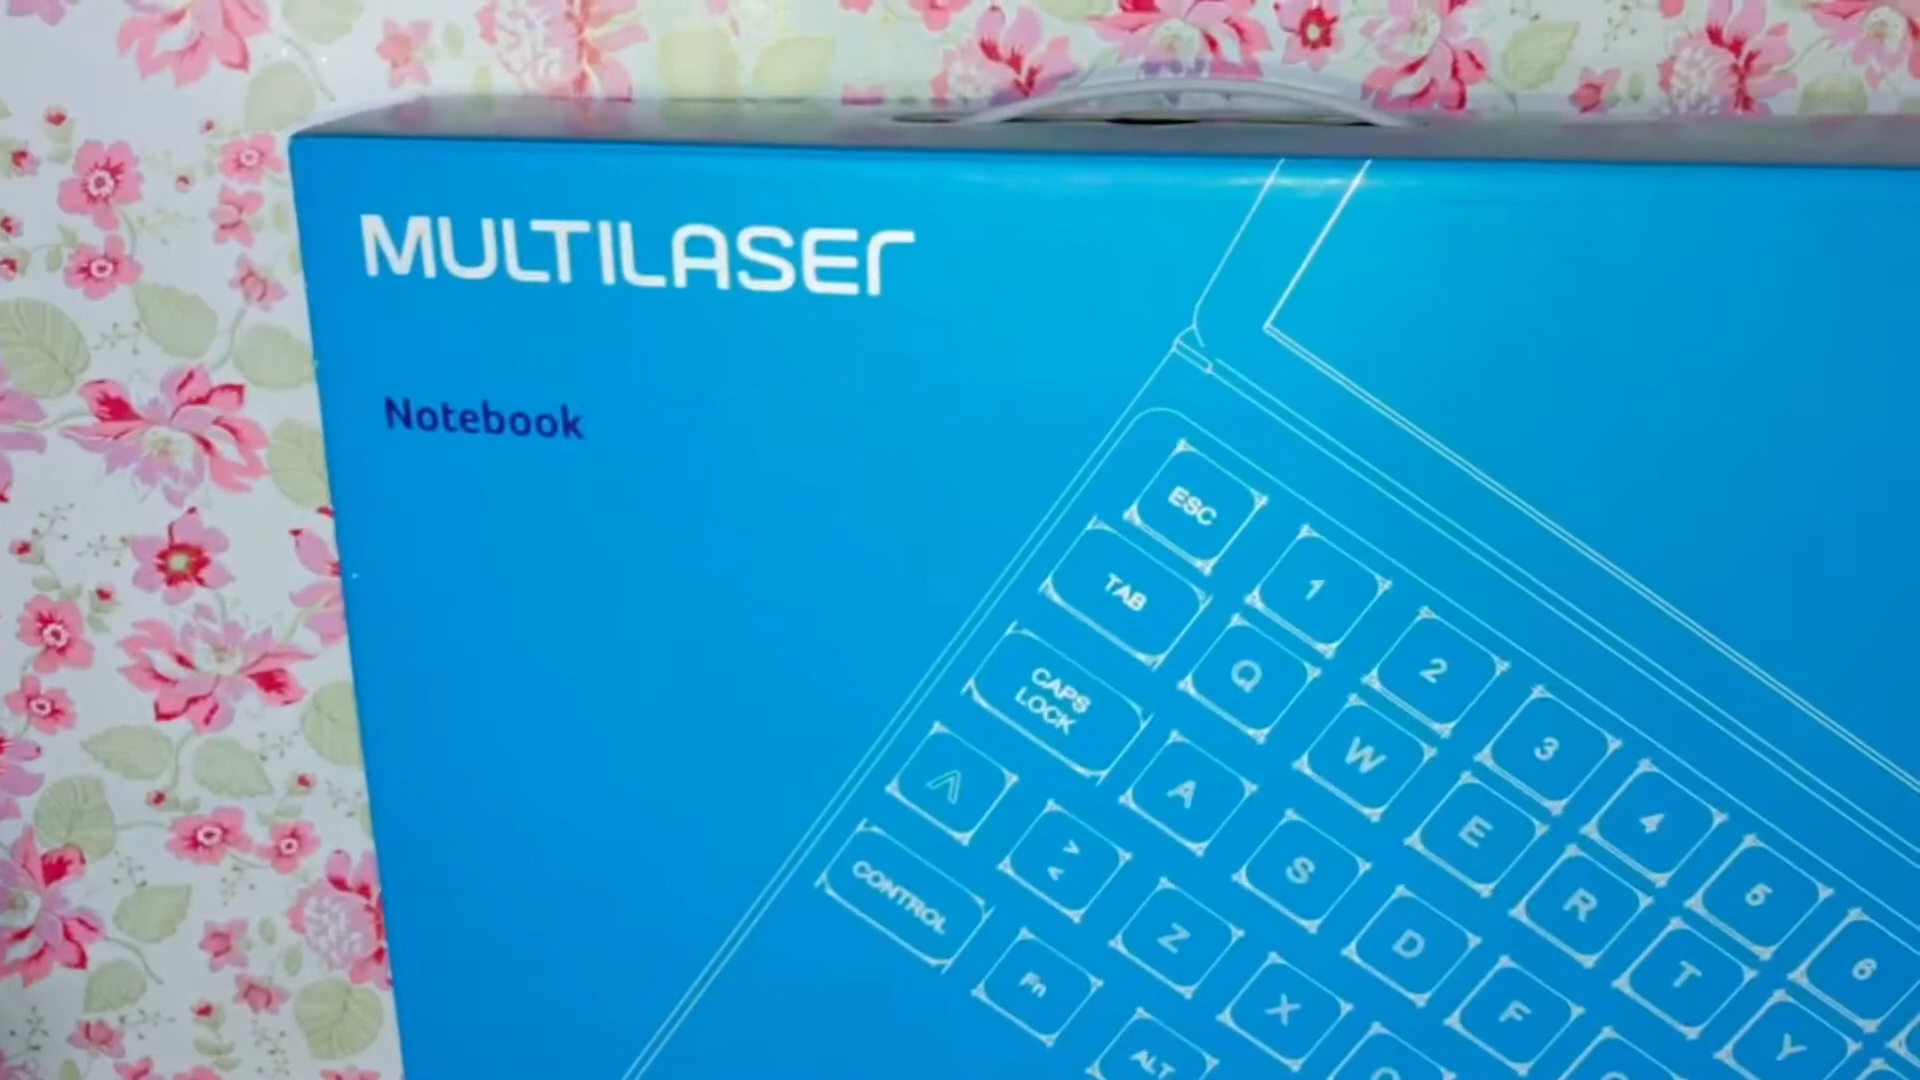 MULTILASER
Notebook
ESC
1
2
3
4
5
6
TAB
Q
W
E
R
T
Y
CAPS
LOCK
A
S
D
F
>
<
Z
X
CONTROL
Fn
ALT